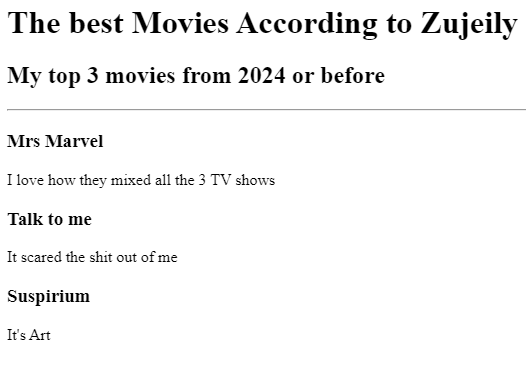 The best Movies According to Zujeily
My top 3 movies from 2024 or before
Mrs Marvel
I love how they mixed all the 3 TV shows
Talk to me
It scared the shit out of me
Suspirium
It's Art